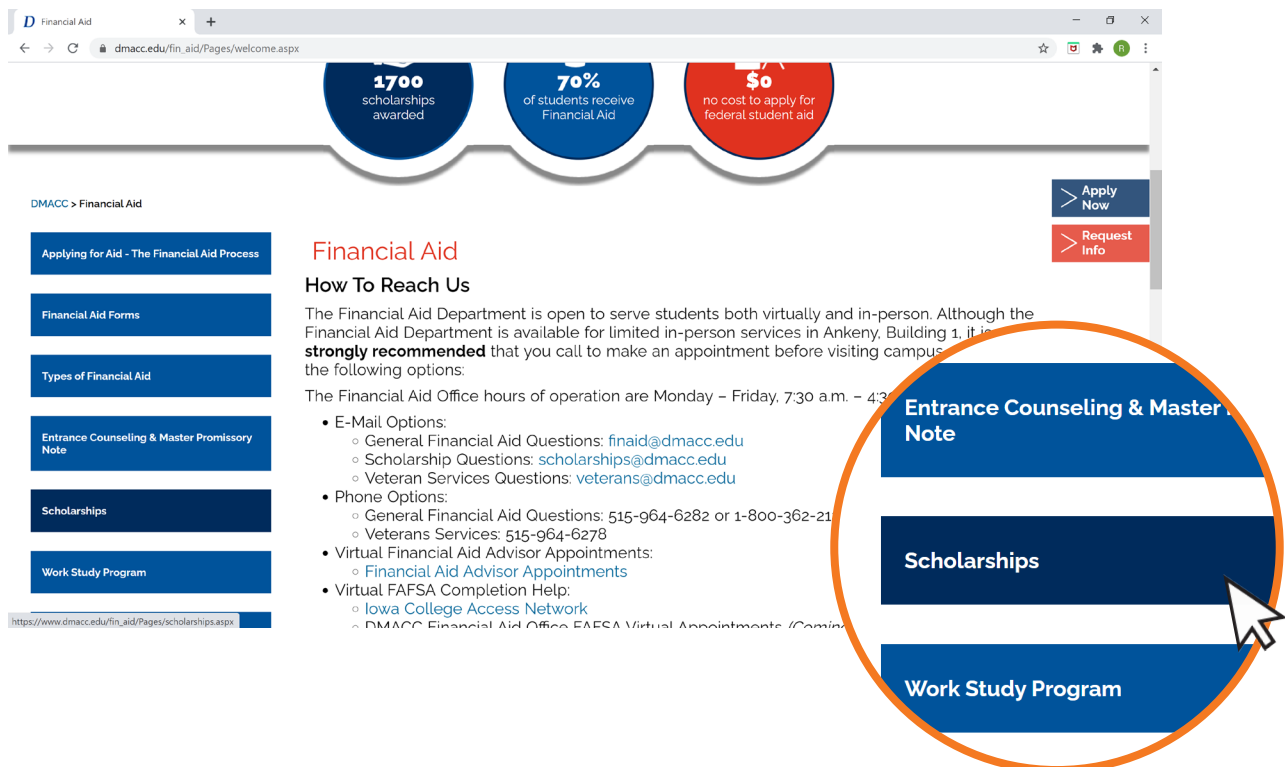 D Financial Aid
dmacc.edu/fin_aid/Pages/welcome.aspx
R
1700
scholarships
awarded
70%
of students receive
Financial Aid
$0
no cost to apply for
federal student aid
DMACC > Financial Aid
Apply
Now
Request
Info
Applying for Aid - The Financial Aid Process
Financial Aid Forms
Types of Financial Aid
Entrance Counseling & Master Promissory
Note
Scholarships
Work Study Program
https://www.dmacc.edu/fin_aid/Pages/scholarships.aspx
Financial Aid
How To Reach Us
The Financial Aid Department is open to serve students both virtually and in-person. Although the
Financial Aid Department is available for limited in-person services in Ankeny, Building 1, it is
strongly recommended that you call to make an appointment before visiting campus
the following options:
The Financial Aid Office hours of operation are Monday – Friday, 7:30 a.m. –
• E-Mail Options:
◦ General Financial Aid Questions: finaid@dmacc.edu
◦ Scholarship Questions: scholarships@dmacc.edu
◦ Veteran Services Questions: veterans@dmacc.edu
• Phone Options:
◦ General Financial Aid Questions: 515-964-6282 or 1-800-362-21
◦ Veterans Services: 515-964-6278
• Virtual Financial Aid Advisor Appointments:
◦ Financial Aid Advisor Appointments
• Virtual FAFSA Completion Help:
◦ Iowa College Access Network
◦ DMACC Financial Aid Office FAFSA Virtual Appointments
Entrance Counseling & Master
Note
Scholarships
Work Study Program